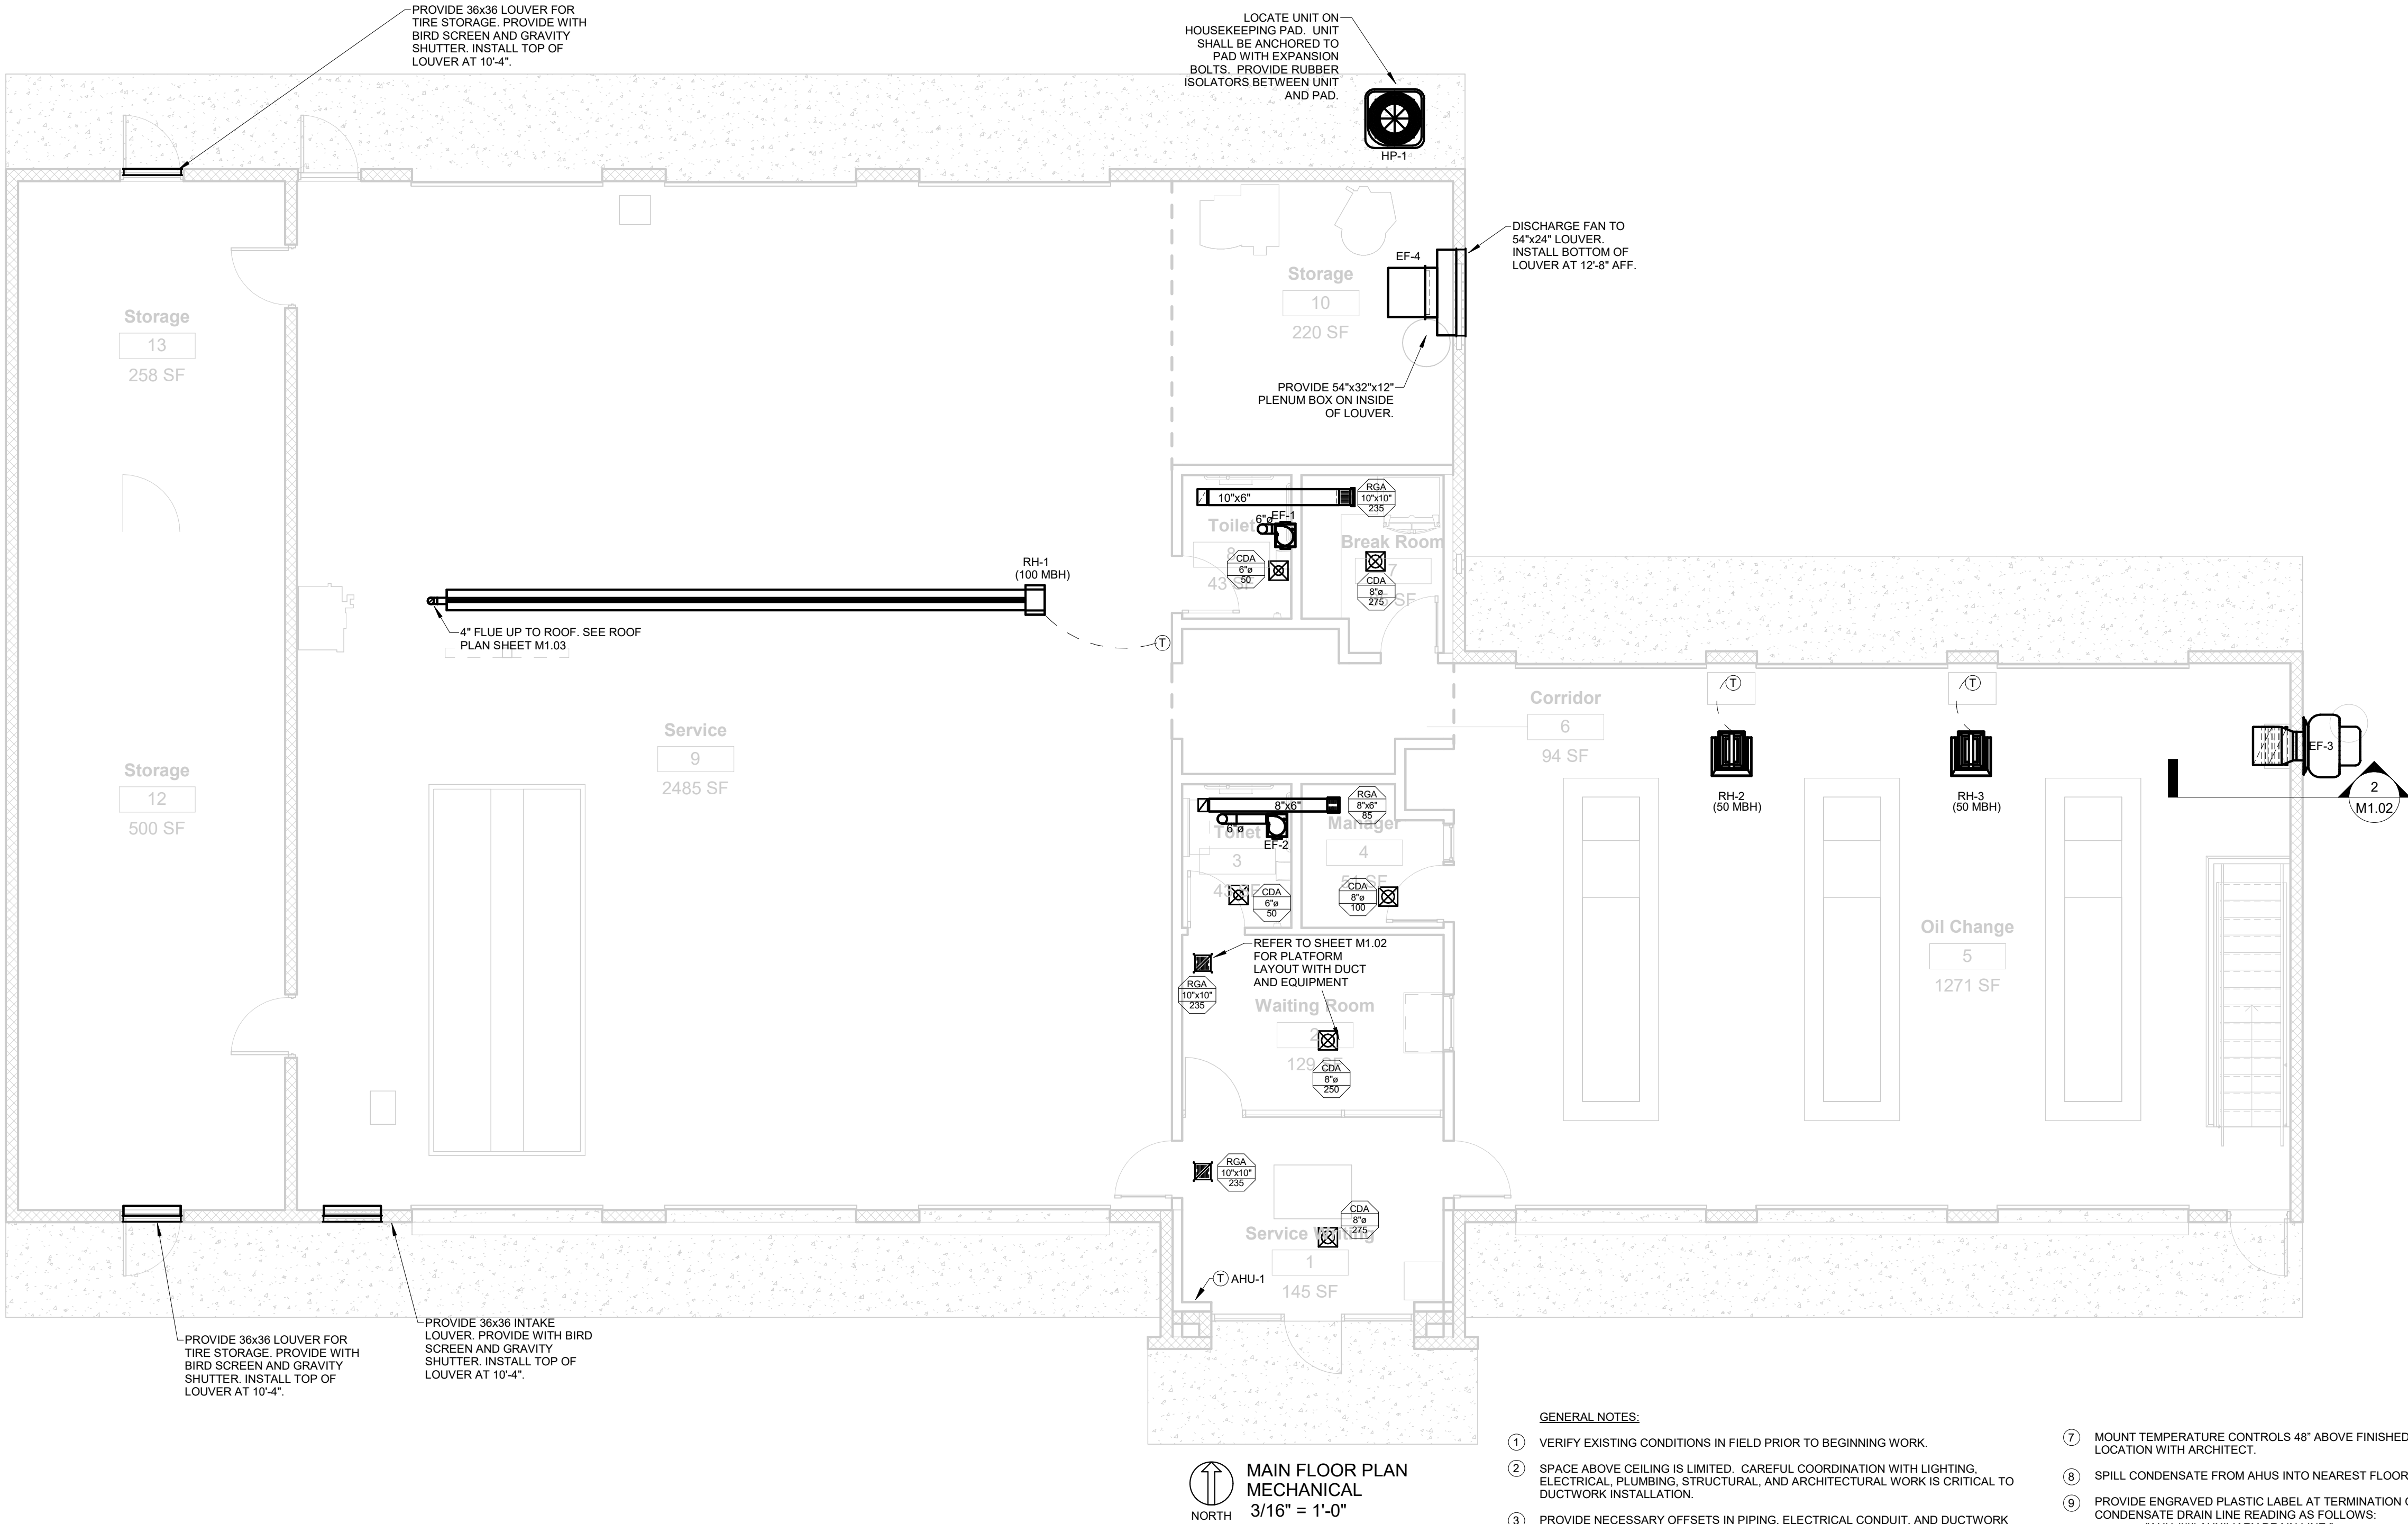 PROVIDE 36x36 LOUVER FOR
TIRE STORAGE. PROVIDE WITH
BIRD SCREEN AND GRAVITY
SHUTTER. INSTALL TOP OF
LOUVER AT 10'-4".
LOCATE UNIT ON
HOUSEKEEPING PAD. UNIT
SHALL BE ANCHORED TO
PAD WITH EXPANSION
BOLTS. PROVIDE RUBBER
ISOLATORS BETWEEN UNIT
AND PAD.
HP-1
DISCHARGE FAN TO
54"x24" LOUVER.
INSTALL BOTTOM OF
LOUVER AT 12'-8" AFF.
EF-4
Storage
10
220 SF
PROVIDE 54"x32"x12"
PLENUM BOX ON INSIDE
OF LOUVER.
Storage
13
258 SF
10"x6"
RGA
10"x10"
235
6"ø
EF-1
Toilet
8
43 SF
CDA
6"ø
50
Break Room
7
SF
CDA
8"ø
275
RH-1
(100 MBH)
T
4" FLUE UP TO ROOF. SEE ROOF
PLAN SHEET M1.03
Service
9
2485 SF
Storage
12
500 SF
Corridor
6
94 SF
T
T
RH-2
(50 MBH)
RH-3
(50 MBH)
EF-3
2
M1.02
8"x6"
RGA
8"x6"
85
6"ø
EF-2
Toilet
3
43
CDA
6"ø
50
Manager
4
51 SF
CDA
8"ø
100
Oil Change
5
1271 SF
REFER TO SHEET M1.02
FOR PLATFORM
LAYOUT WITH DUCT
AND EQUIPMENT
RGA
10"x10"
235
Waiting Room
2
129 SF
CDA
8"ø
250
RGA
10"x10"
235
CDA
8"ø
275
Service Waiting
1
145 SF
T AHU-1
PROVIDE 36x36 LOUVER FOR
TIRE STORAGE. PROVIDE WITH
BIRD SCREEN AND GRAVITY
SHUTTER. INSTALL TOP OF
LOUVER AT 10'-4".
PROVIDE 36x36 INTAKE
LOUVER. PROVIDE WITH BIRD
SCREEN AND GRAVITY
SHUTTER. INSTALL TOP OF
LOUVER AT 10'-4".
NORTH
MAIN FLOOR PLAN
MECHANICAL
3/16" = 1'-0"
GENERAL NOTES:
1 VERIFY EXISTING CONDITIONS IN FIELD PRIOR TO BEGINNING WORK.
2 SPACE ABOVE CEILING IS LIMITED. CAREFUL COORDINATION WITH LIGHTING,
ELECTRICAL, PLUMBING, STRUCTURAL, AND ARCHITECTURAL WORK IS CRITICAL TO
DUCTWORK INSTALLATION.
3 PROVIDE NECESSARY OFFSETS IN PIPING, ELECTRICAL CONDUIT, AND DUCTWORK
7 MOUNT TEMPERATURE CONTROLS 48" ABOVE FINISHED
LOCATION WITH ARCHITECT.
8 SPILL CONDENSATE FROM AHUS INTO NEAREST FLOOR
9 PROVIDE ENGRAVED PLASTIC LABEL AT TERMINATION
CONDENSATE DRAIN LINE READING AS FOLLOWS: